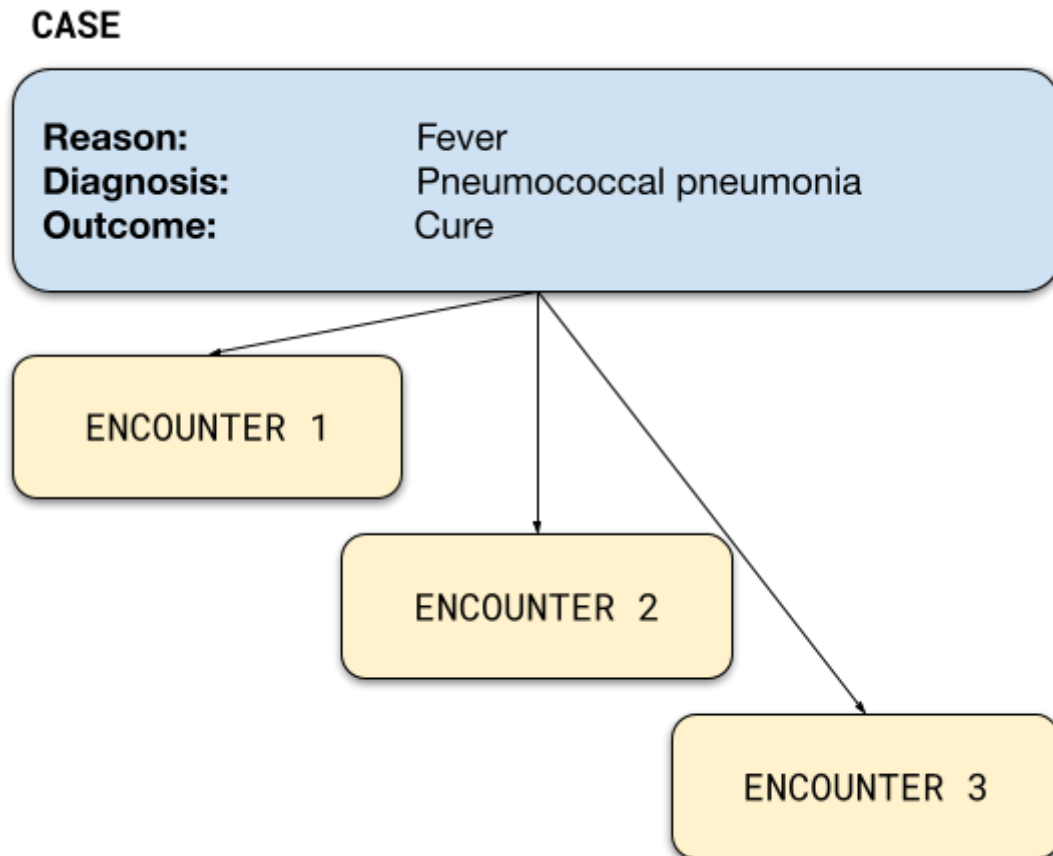 CASE
Reason: Fever
Diagnosis: Pneumococcal pneumonia
Outcome: Cure
ENCOUNTER 1
ENCOUNTER 2
ENCOUNTER 3